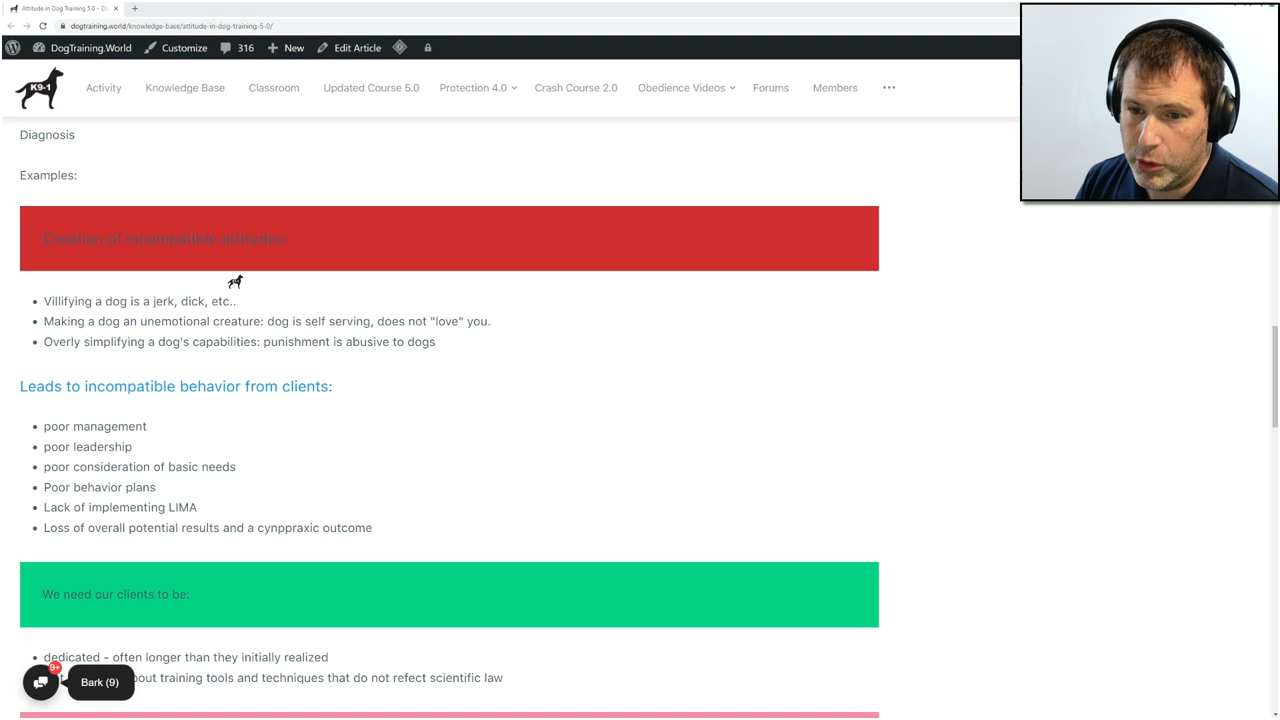 Attitude in Dog Training 5.0 – Di
dogtraining.world/knowledge-base/attitude-in-dog-training-5-0/
DogTraining.World Customize 316 New Edit Article
K9-1 Activity Knowledge Base Classroom Updated Course 5.0 Protection 4.0 Crash Course 2.0 Obedience Videos Forums Members
Diagnosis
Examples:
Creation of incompatible attitudes:
Villifying a dog is a jerk, dick, etc..
Making a dog an unemotional creature: dog is self serving, does not "love" you.
Overly simplifying a dog's capabilities: punishment is abusive to dogs
Leads to incompatible behavior from clients:
poor management
poor leadership
poor consideration of basic needs
Poor behavior plans
Lack of implementing LIMA
Loss of overall potential results and a cynppraxic outcome
We need our clients to be:
dedicated - often longer than they initially realized
training tools and techniques that do not refect scientific law
9+
Bark (9)